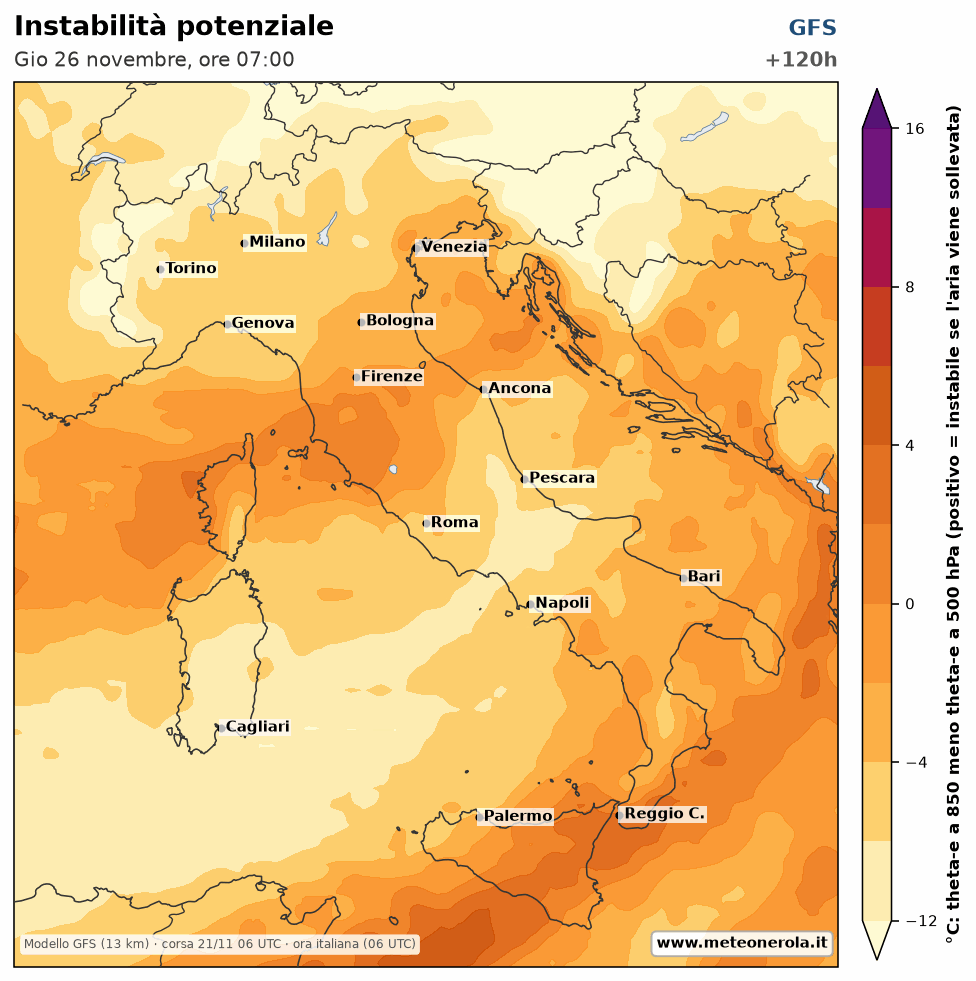 Instabilità potenziale
GFS
Gio 26 novembre, ore 07:00
+120h
Milano
Venezia
Torino
Genova
Bologna
Firenze
Ancona
Pescara
Roma
Bari
Napoli
Cagliari
Palermo
Reggio C.
16
8
4
0
−4
−12
°C: theta-e a 850 meno theta-e a 500 hPa (positivo = instabile se l'aria viene sollevata)
Modello GFS (13 km) · corsa 21/11 06 UTC · ora italiana (06 UTC)
www.meteonerola.it